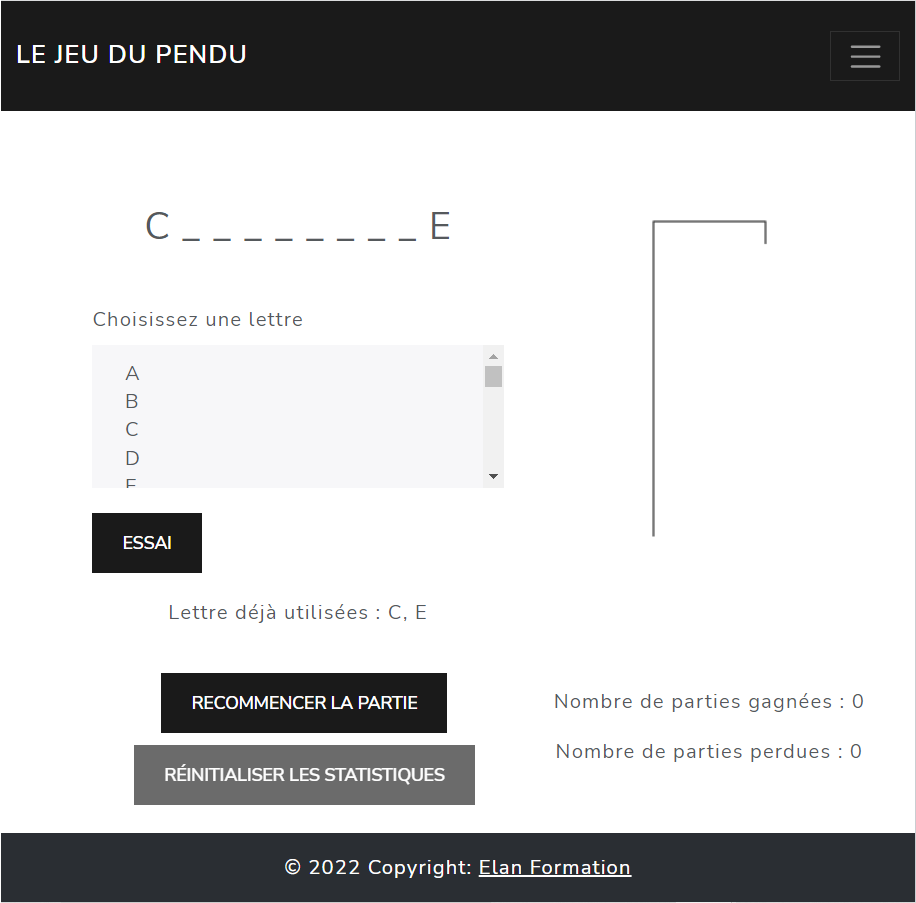 LE JEU DU PENDU
C _ _ _ _ _ _ _ _ E
Choisissez une lettre
A
B
C
D
ESSAI
Lettre déjà utilisées : C, E
RECOMMENCER LA PARTIE
Nombre de parties gagnées : 0
Nombre de parties perdues : 0
RÉINITIALISER LES STATISTIQUES
© 2022 Copyright: Elan Formation